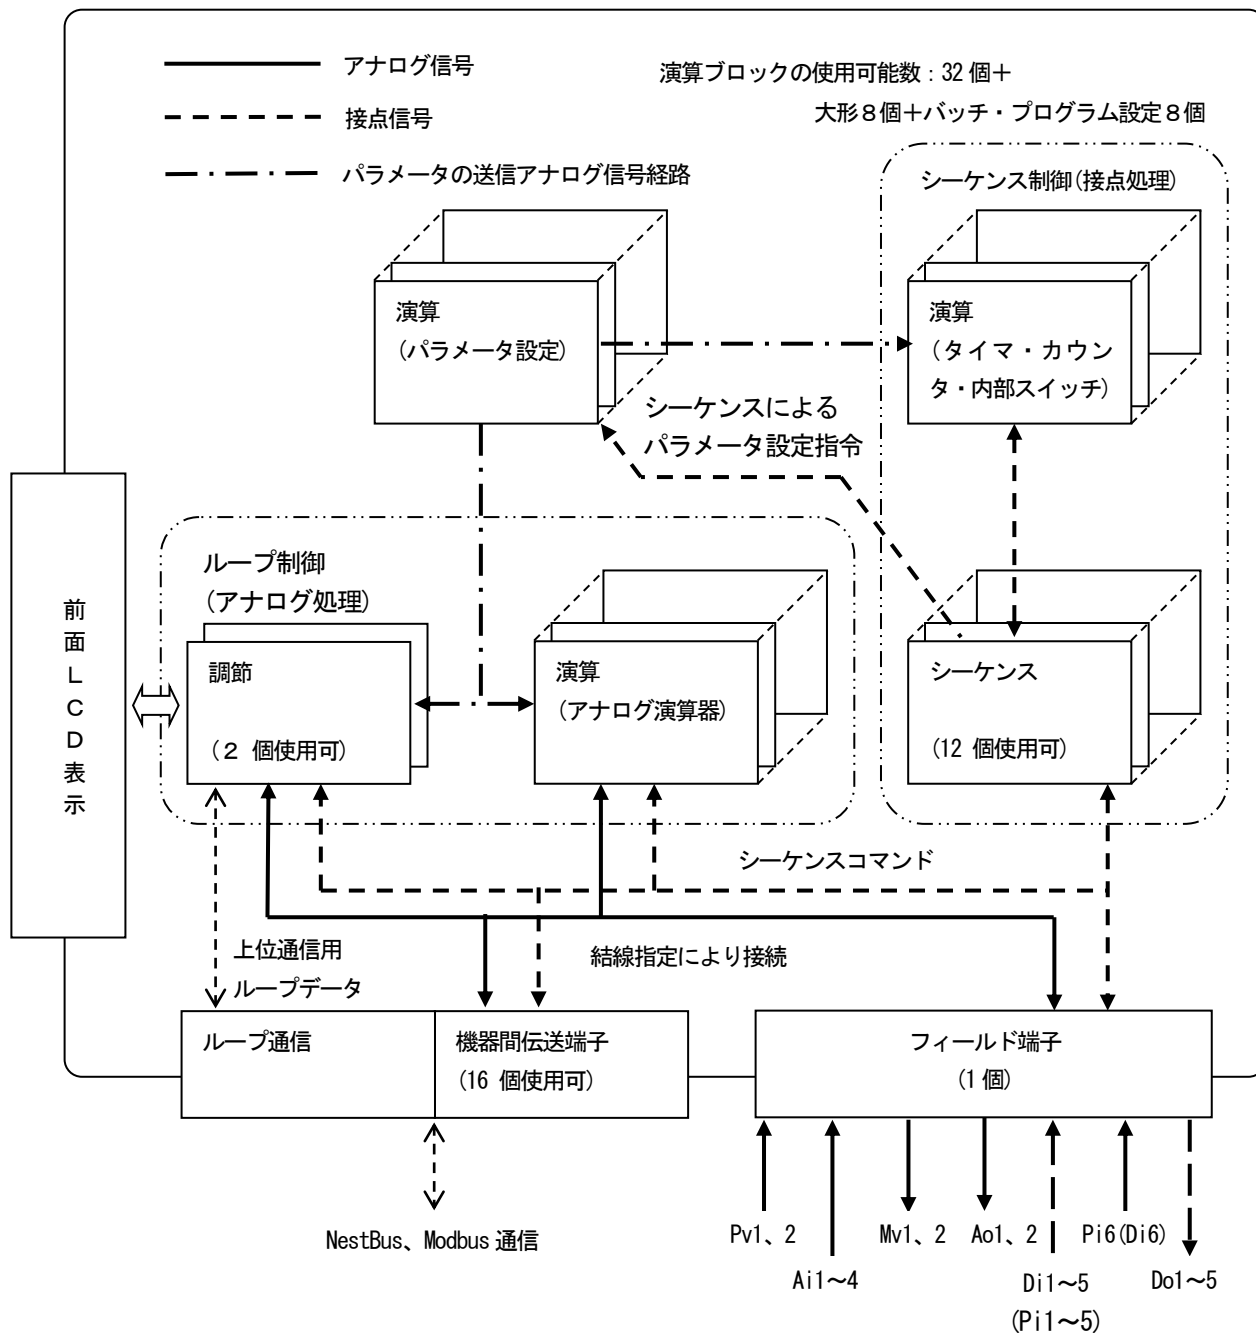 アナログ信号
接点信号
パラメータの送信アナログ信号経路
演算ブロックの使用可能数：32 個＋
大形８個＋バッチ・プログラム設定８個
シーケンス制御(接点処理)
演算
(パラメータ設定)
演算
(タイマ・カウン
タ・内部スイッチ)
シーケンスによる
パラメータ設定指令
ループ制御
(アナログ処理)
前面ＬＣＤ表示
調節
(２ 個使用可)
演算
(アナログ演算器)
シーケンス
(12 個使用可)
シーケンスコマンド
上位通信用
ループデータ
結線指定により接続
ループ通信
機器間伝送端子
(16 個使用可)
フィールド端子
(1 個)
NestBus、Modbus 通信
Pv1、2
Mv1、2
Ao1、2
Pi6(Di6)
Ai1～4
Di1～5
(Pi1～5)
Do1～5